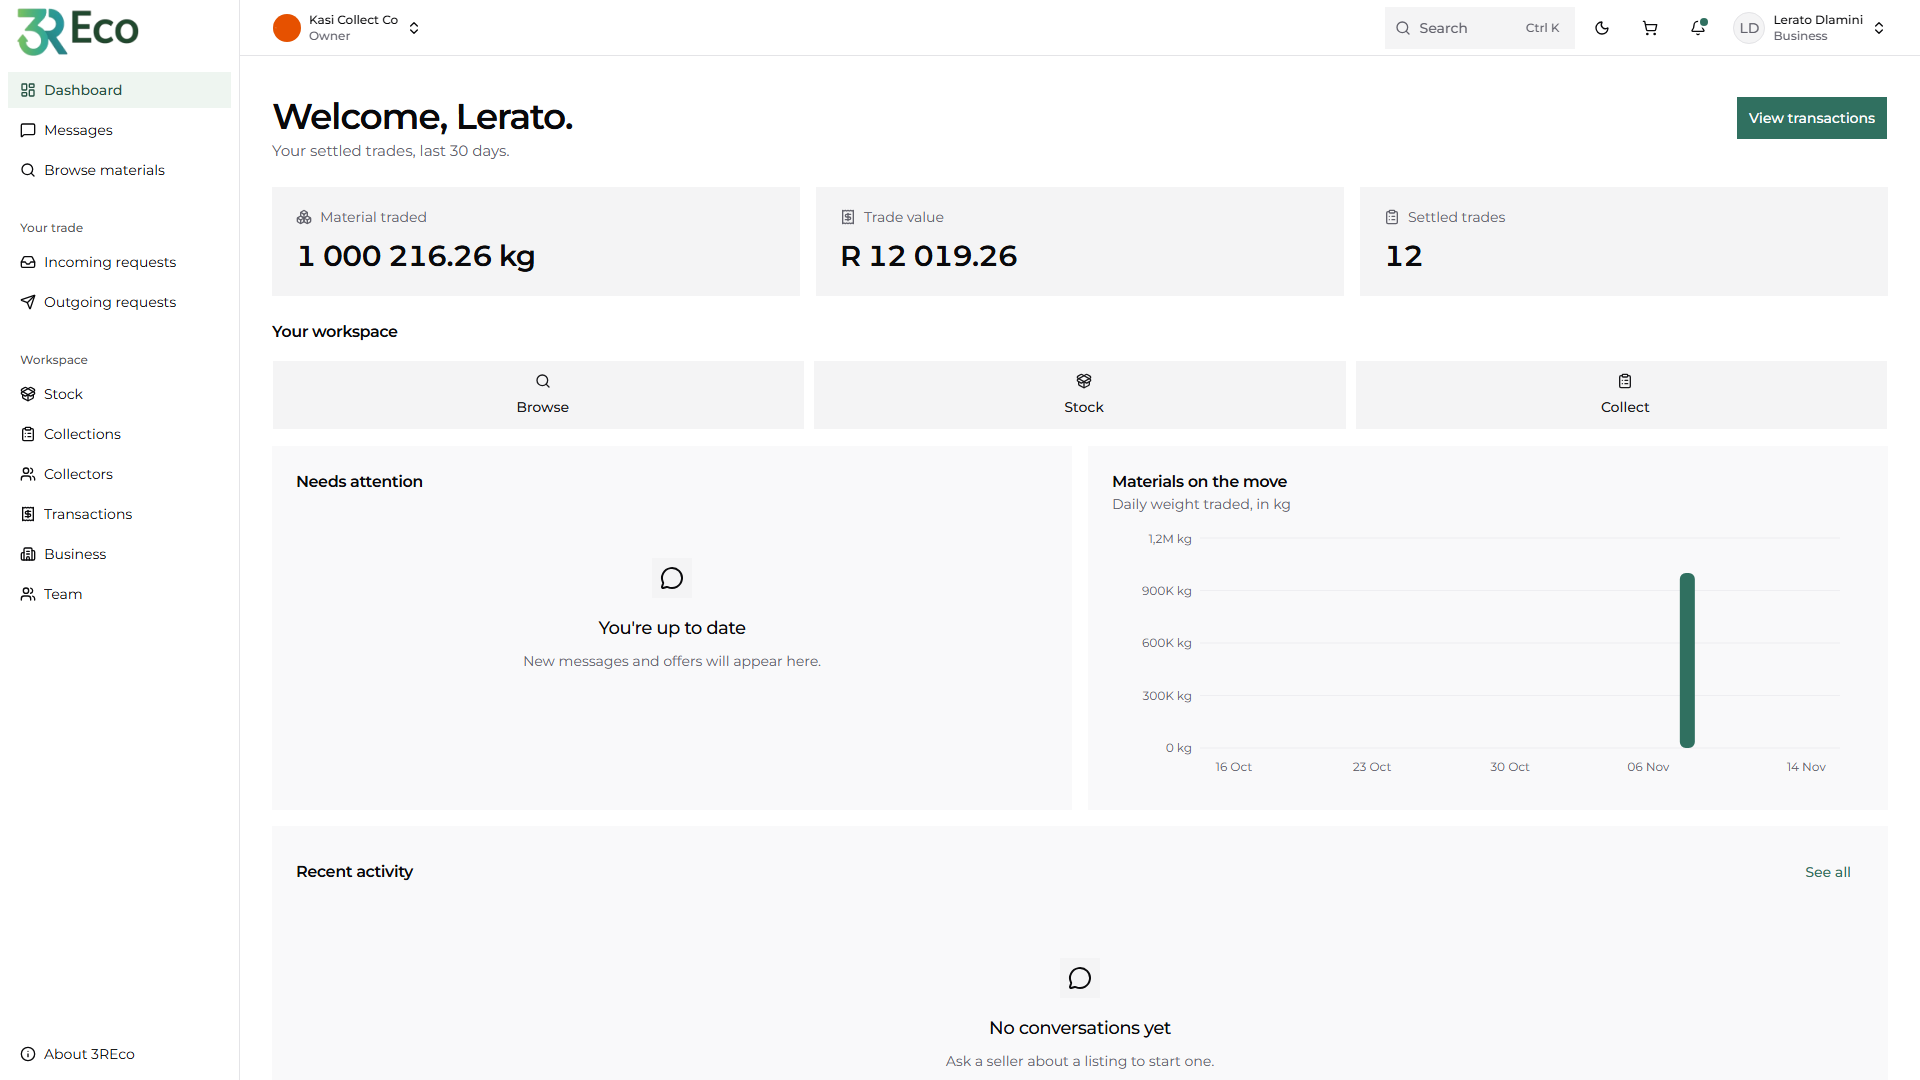 3R Eco
Kasi Collect Co
Owner
Search
Ctrl K
LD
Lerato Dlamini
Business
Dashboard
Messages
Browse materials
Your trade
Incoming requests
Outgoing requests
Workspace
Stock
Collections
Collectors
Transactions
Business
Team
About 3REco
Welcome, Lerato.
Your settled trades, last 30 days.
View transactions
Material traded
1 000 216.26 kg
Trade value
R 12 019.26
Settled trades
12
Your workspace
Browse
Stock
Collect
Needs attention
You're up to date
New messages and offers will appear here.
Materials on the move
Daily weight traded, in kg
1,2M kg
900K kg
600K kg
300K kg
0 kg
16 Oct
23 Oct
30 Oct
06 Nov
14 Nov
Recent activity
See all
No conversations yet
Ask a seller about a listing to start one.